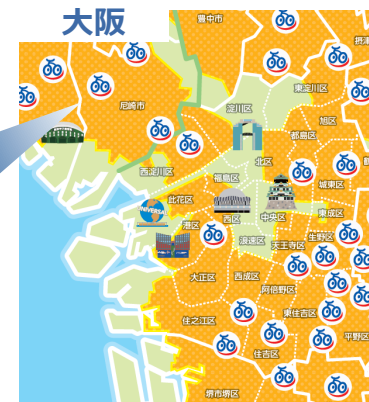 大阪
豊中市
摂津
東淀川区
尼崎市
淀川区
旭区
都島区
北区
西淀川区
福島区
城東区
此花区
UNIVERSAL
港区
西区
中央区
東成区
浪速区
生野区
天王寺区
大正区
西成区
阿倍野区
住之江区
東住吉区
平野区
住吉区
堺市堺区